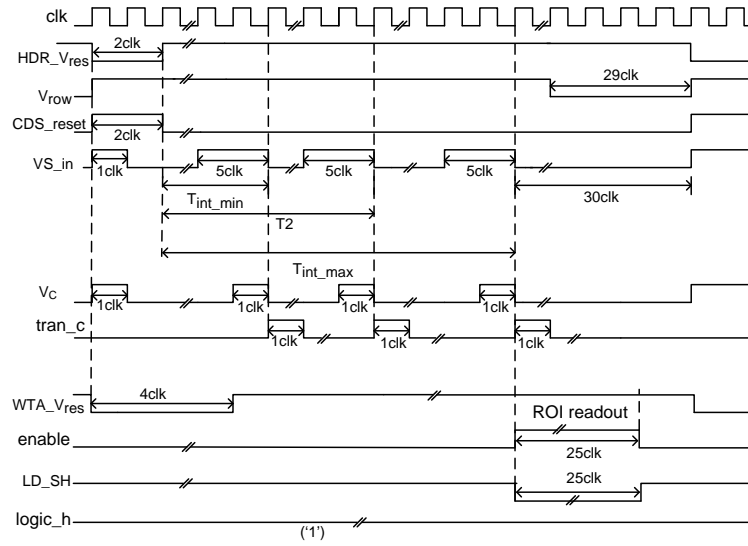 clk
2clk
HDR_Vres
29clk
Vrow
CDS_reset
2clk
VS_in
1clk 5clk 5clk 5clk
Tint_min 30clk
T2
Tint_max
VC
1clk 1clk 1clk 1clk
tran_c
1clk 1clk 1clk
4clk
WTA_Vres
ROI readout
enable
25clk
LD_SH 25clk
logic_h
('1')